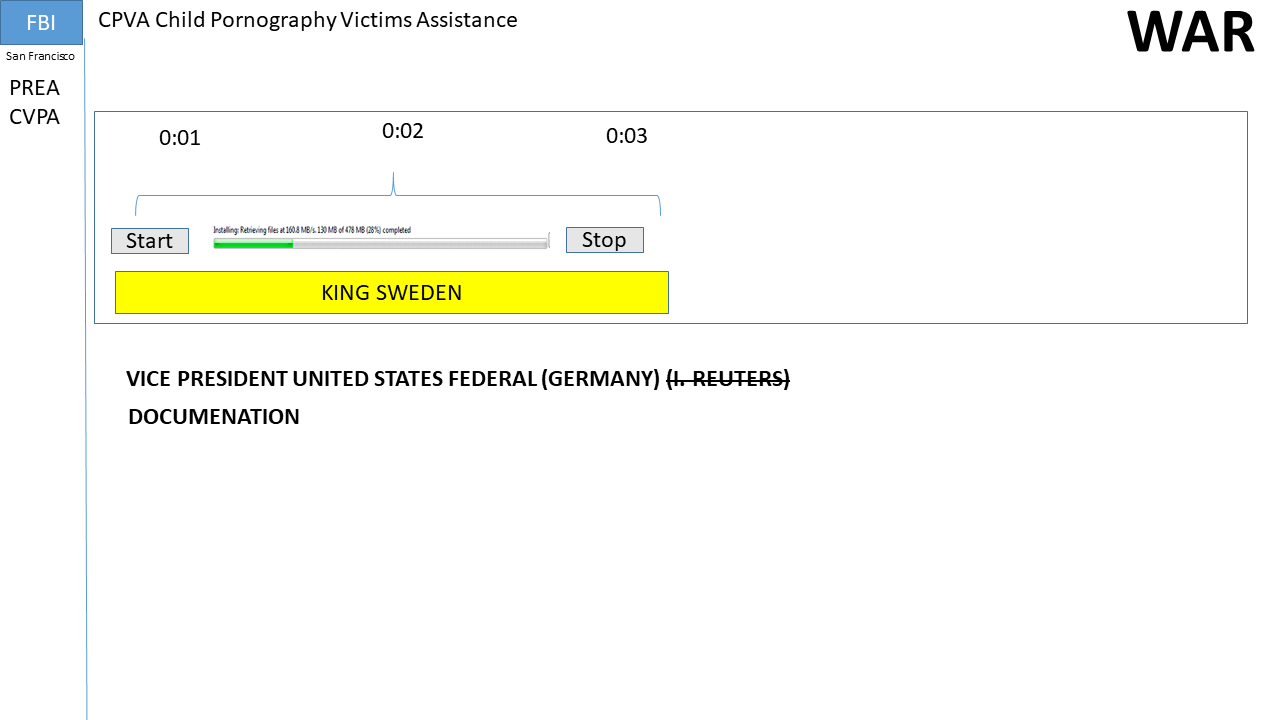 FBI
CPVA Child Pornography Victims Assistance
WAR
San Francisco
PREA
CVPA
0:01
0:02
0:03
Installing: Retrieving files at 160.8 MB/s. 130 MB of 478 MB (28%) completed
Start
Stop
KING SWEDEN
VICE PRESIDENT UNITED STATES FEDERAL (GERMANY) (I. REUTERS)
DOCUMENATION